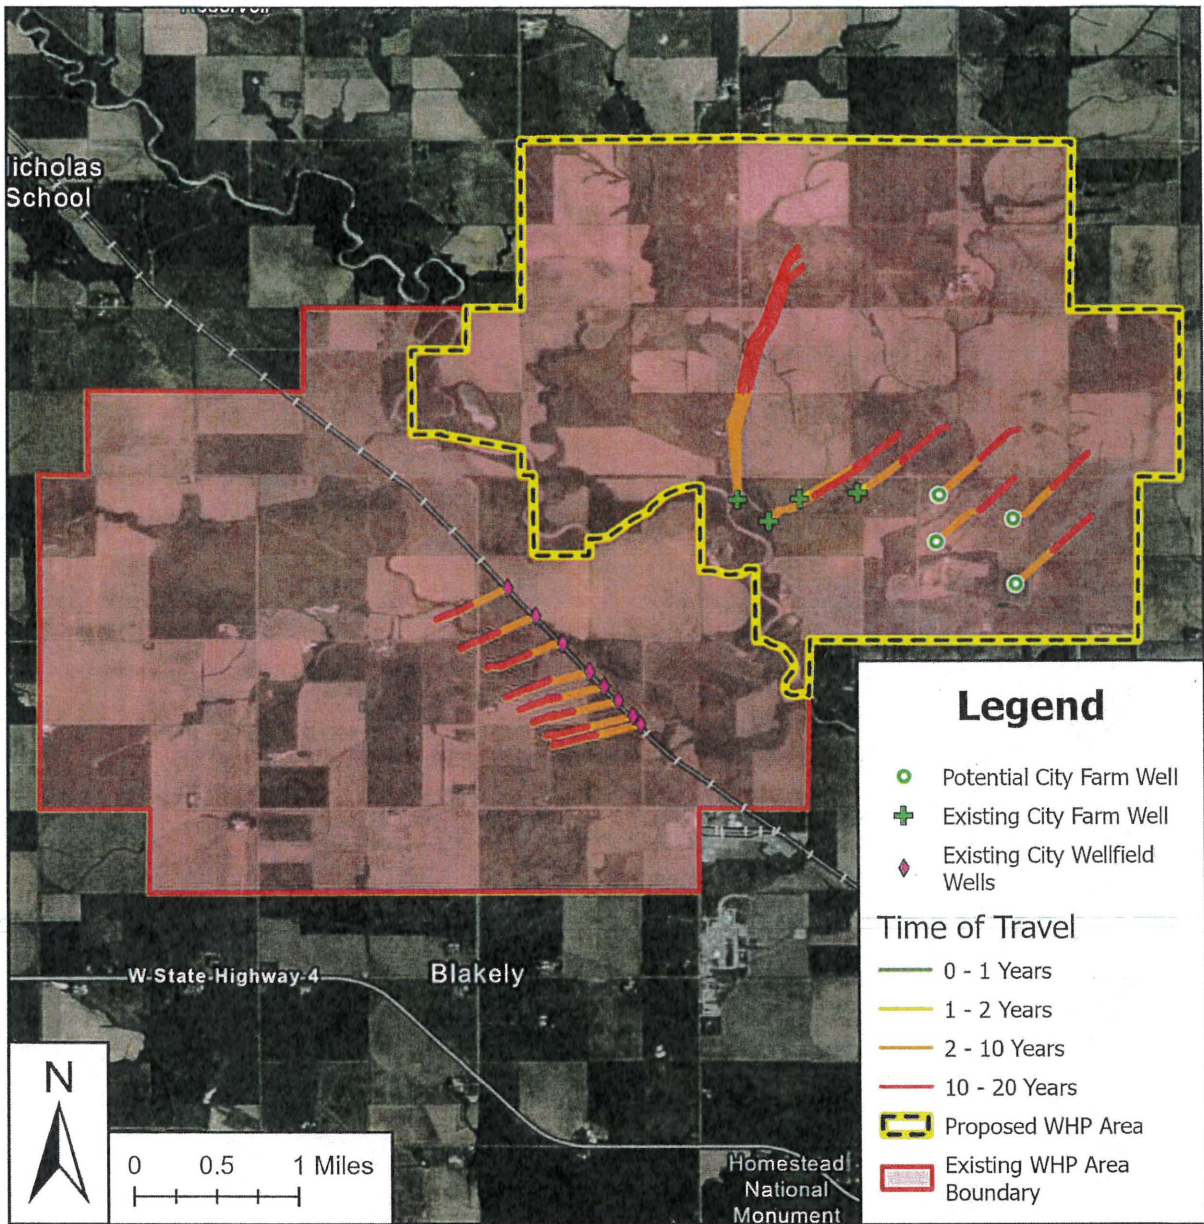 Nicholas
School
Legend
Potential City Farm Well
Existing City Farm Well
Existing City Wellfield
Wells
Time of Travel
0 - 1 Years
1 - 2 Years
2 - 10 Years
10 - 20 Years
Proposed WHP Area
Existing WHP Area
Boundary
W State Highway 4
Blakely
N
0 0.5 1 Miles
Homestead
National
Monument